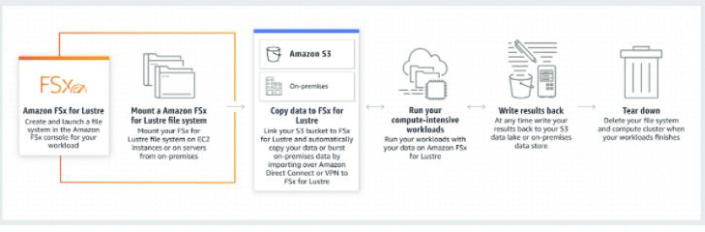 FSx
Amazon FSx for Lustre
Create and launch a file
system in the Amazon
FSx console for your
workload
Mount a Amazon FSx
for Lustre file system
Mount your FSx for
Lustre file system on EC2
instances or on servers
from on-premises
Amazon S3
On-premises
Copy data to FSx for
Lustre
Link your S3 bucket to FSx
for Lustre and automatically
copy your data or burst
on-premises data by
importing over Amazon
Direct Connect or VPN to
FSx for Lustre
Run your
compute-intensive
workloads
Run your workloads with
your data on Amazon FSx
for Lustre
Write results back
At any time write your
results back to your S3
data lake or on-premises
data store
Tear down
Delete your file system
and compute cluster when
your workloads finishes